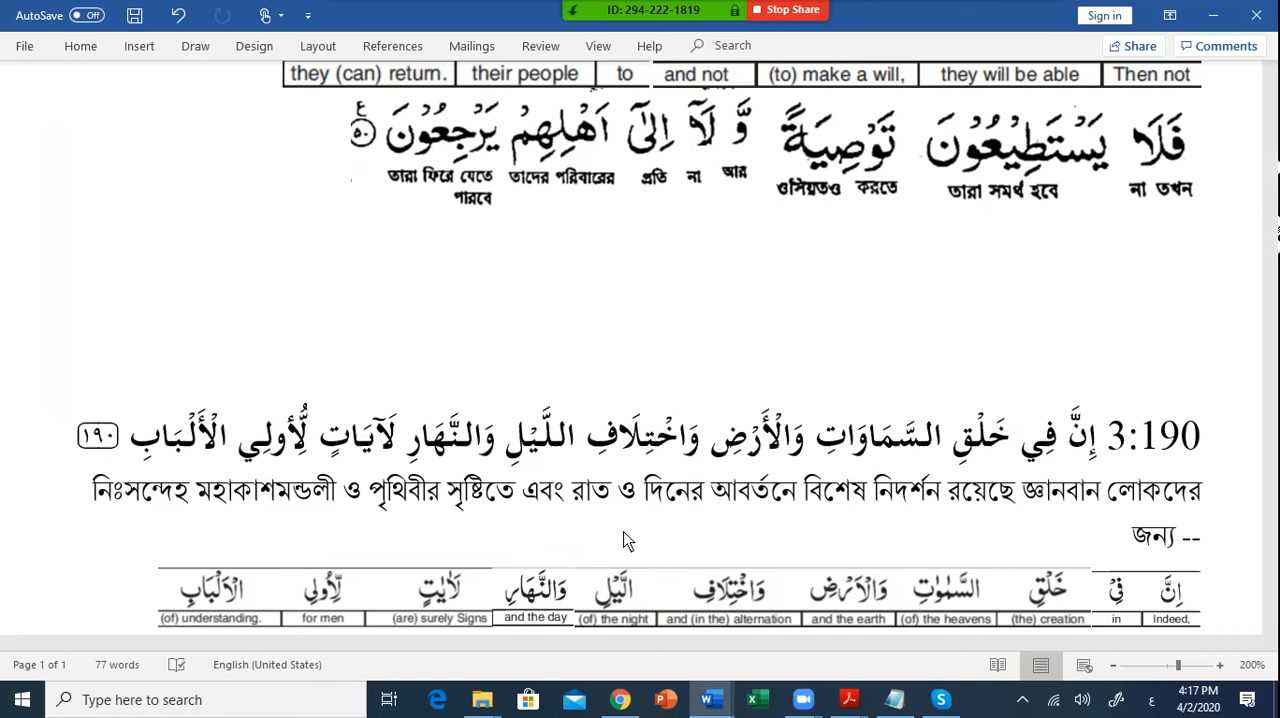 AutoSave Off
ID: 294-222-1819 Stop Share
Sign in
File Home Insert Draw Design Layout References Mailings Review View Help Search Share Comments
they (can) return. their people to and not (to) make a will, they will be able Then not
فَلَا يَسْتَطِيْعُوْنَ تَوْصِيَةً وَّ لَآ اِلٰٓى اَهْلِهِمْ يَرْجِعُوْنَ ﴿٥٠﴾ ع
না তখন তারা সমর্থ হবে ওসিয়তও করতে আর না প্রতি তাদের পরিবারের তারা ফিরে যেতে
পারবে
3:190 إِنَّ فِي خَلْقِ السَّمَاوَاتِ وَالْأَرْضِ وَاخْتِلَافِ اللَّيْلِ وَالنَّهَارِ لَآيَاتٍ لِّأُولِي الْأَلْبَابِ ﴿١٩٠﴾
নিঃসন্দেহ মহাকাশমন্ডলী ও পৃথিবীর সৃষ্টিতে এবং রাত ও দিনের আবর্তনে বিশেষ নিদর্শন রয়েছে জ্ঞানবান লোকদের
জন্য --
اِنَّ فِيْ خَلْقِ السَّمٰوٰتِ وَالْاَرْضِ وَاخْتِلَافِ الَّيْلِ وَالنَّهَارِ لَاٰيٰتٍ لِّاُولِي الْاَلْبَابِ
(of) understanding. for men (are) surely Signs and the day (of) the night and (in the) alternation and the earth (of) the heavens (the) creation in Indeed,
Page 1 of 1 77 words English (United States) 200%
Type here to search ع 4:17 PM
4/2/2020